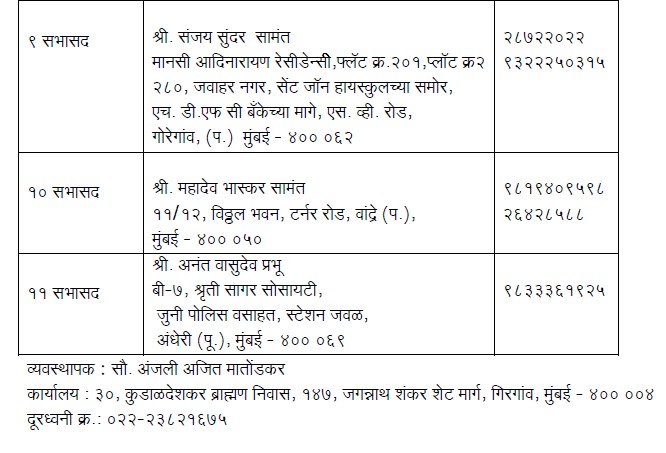 ९ सभासद
श्री. संजय सुंदर सामंत
मानसी आदिनारायण रेसीडेन्सी,फ्लॅट क्र.२०१,प्लॉट क्र२
२८०, जवाहर नगर, सेंट जॉन हायस्कुलच्या समोर,
एच. डी.एफ सी बँकेच्या मागे, एस. व्ही. रोड,
गोरेगांव, (प.) मुंबई - ४०० ०६२
२८७२२०२२
९३२२२५०३१५
१० सभासद
श्री. महादेव भास्कर सामंत
११/१२, विठ्ठल भवन, टर्नर रोड, वांद्रे (प.),
मुंबई - ४०० ०५०
९८१९४०९५९८
२६४२८५८८
११ सभासद
श्री. अनंत वासुदेव प्रभू
बी-७, श्रृती सागर सोसायटी,
जुनी पोलिस वसाहत, स्टेशन जवळ,
अंधेरी (पू.), मुंबई - ४०० ०६९
९८३३३६१९२५
व्यवस्थापक : सौ. अंजली अजित मातोंडकर
कार्यालय : ३०, कुडाळदेशकर ब्राह्मण निवास, १४७, जगन्नाथ शंकर शेट मार्ग, गिरगांव, मुंबई - ४०० ००४
दूरध्वनी क्र.: ०२२-२३८२१६७५